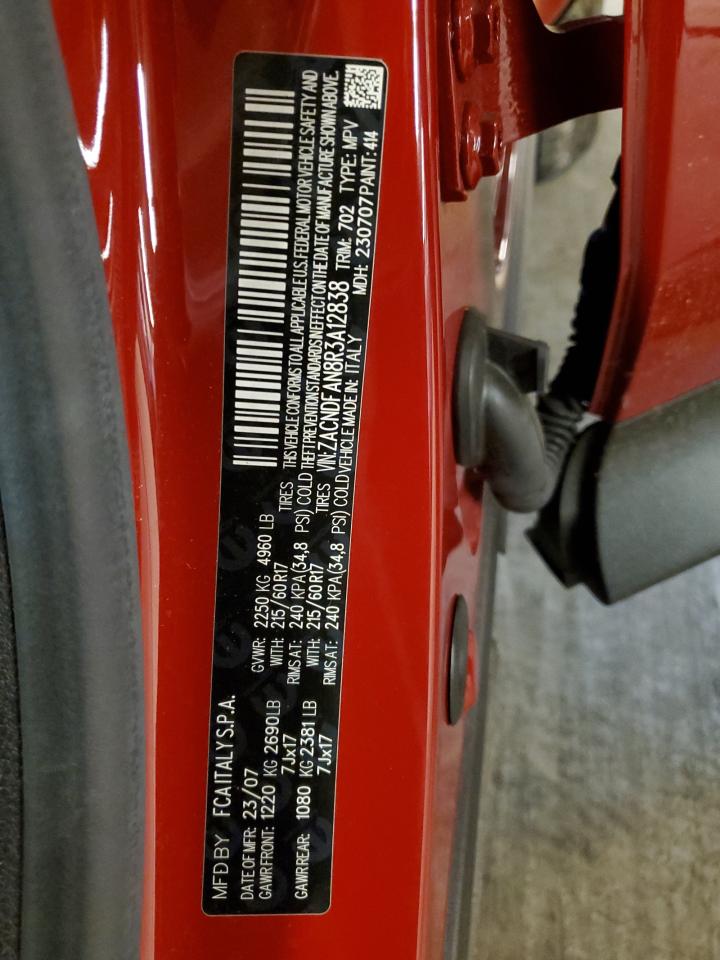 MFD BY FCA ITALY S.P.A.
DATE OF MFR: 23/07 GVWR: 2250 KG 4960 LB
GAWR FRONT: 1220 KG 2690 LB WITH: 215/60 R17 TIRES
7Jx17 RIMS AT: 240 KPA(34,8 PSI) COLD
GAWR REAR: 1080 KG 2381 LB WITH: 215/60 R17 TIRES
7Jx17 RIMS AT: 240 KPA(34,8 PSI) COLD
THIS VEHICLE CONFORMS TO ALL APPLICABLE U.S. FEDERAL MOTOR VEHICLE SAFETY AND
THEFT PREVENTION STANDARDS IN EFFECT ON THE DATE OF MANUFACTURE SHOWN ABOVE.
VIN: ZACNDFAN8R3A12838 TRIM: 702 TYPE: MPV
VEHICLE MADE IN: ITALY MDH: 230707 PAINT: 414